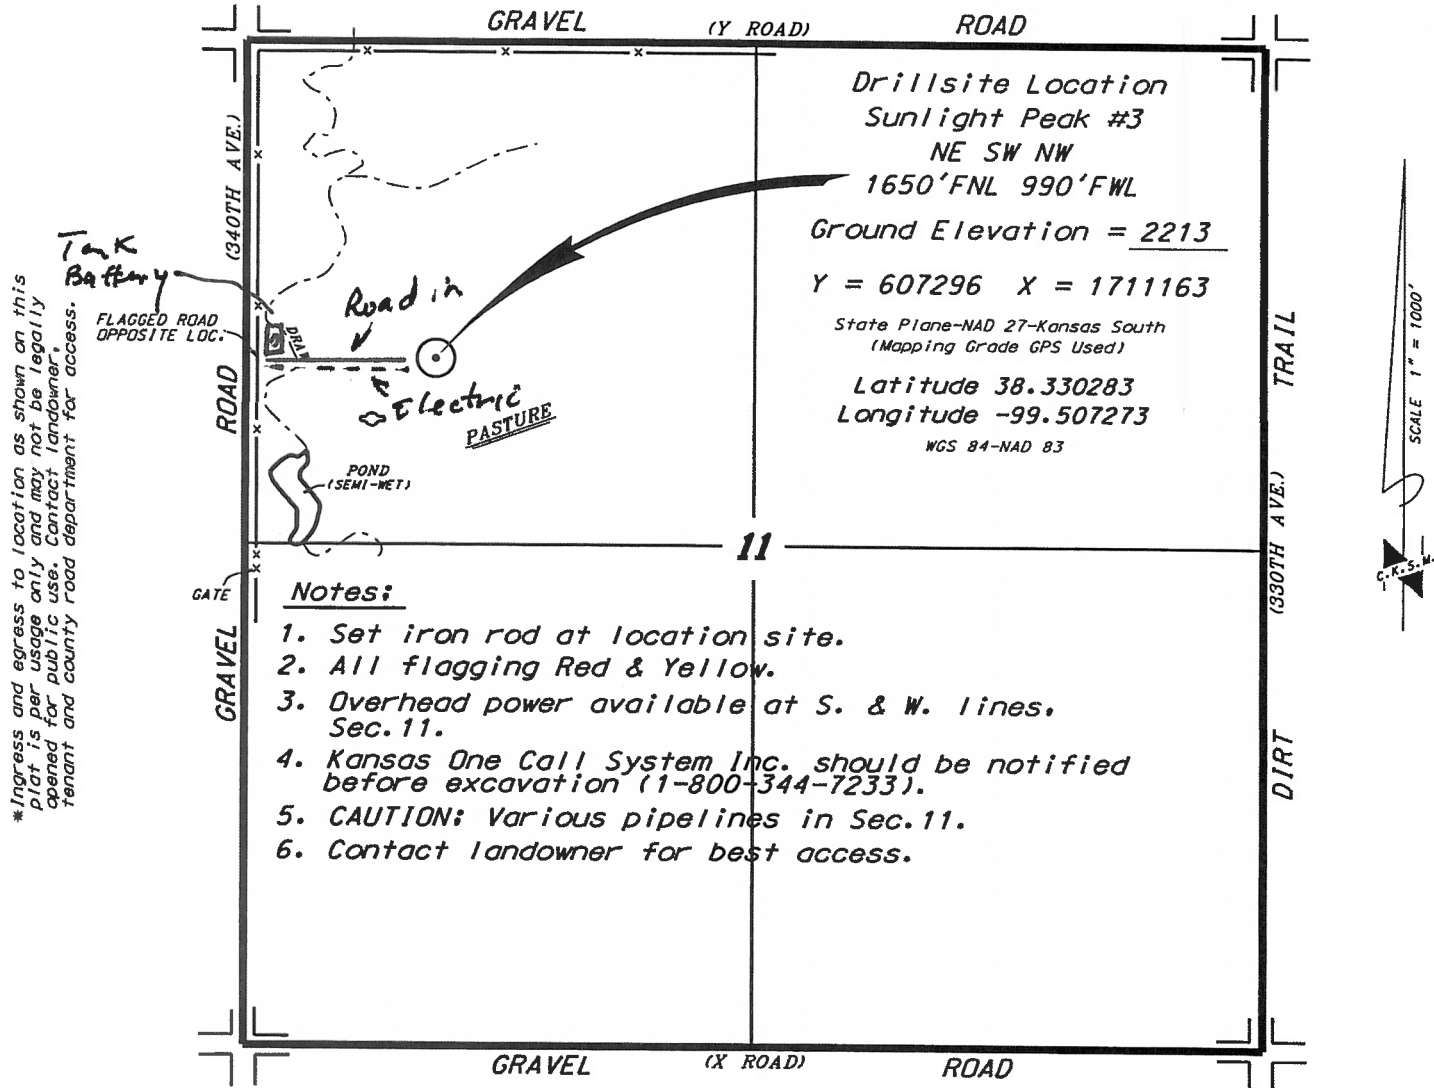 GRAVEL (Y ROAD) ROAD
Drillsite Location
Sunlight Peak #3
NE SW NW
1650'FNL 990'FWL
Ground Elevation = 2213
Y = 607296 X = 1711163
State Plane-NAD 27-Kansas South
(Mapping Grade GPS Used)
Latitude 38.330283
Longitude -99.507273
WGS 84-NAD 83
(340TH AVE.)
Tank
Battery
FLAGGED ROAD
OPPOSITE LOC.
DRAW
Road in
Electric
PASTURE
ROAD
POND
(SEMI-WET)
11
GATE
GRAVEL
Notes:
1. Set iron rod at location site.
2. All flagging Red & Yellow.
3. Overhead power available at S. & W. lines,
Sec.11.
4. Kansas One Call System Inc. should be notified
before excavation (1-800-344-7233).
5. CAUTION: Various pipelines in Sec.11.
6. Contact landowner for best access.
*Ingress and egress to location as shown on this
plat is per usage only and may not be legally
opened for public use. Contact landowner,
tenant and county road department for access.
TRAIL
(330TH AVE.)
DIRT
SCALE 1" = 1000'
C.K.S.M.
GRAVEL (X ROAD) ROAD